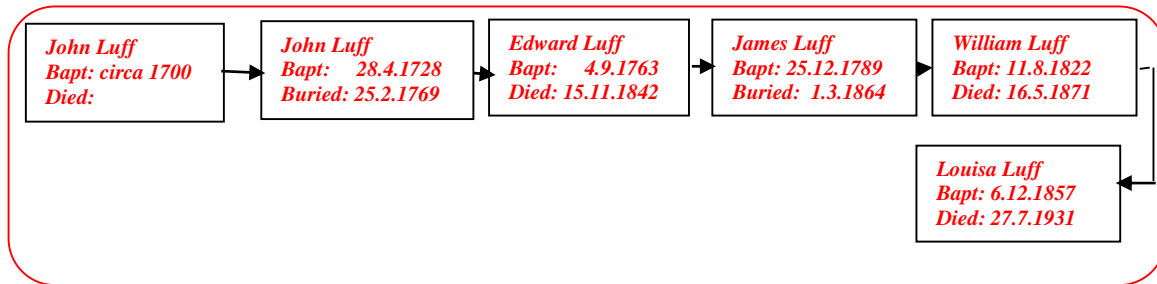 John Luff
Bapt: circa 1700
Died:
John Luff
Bapt: 28.4.1728
Buried: 25.2.1769
Edward Luff
Bapt: 4.9.1763
Died: 15.11.1842
James Luff
Bapt: 25.12.1789
Buried: 1.3.1864
William Luff
Bapt: 11.8.1822
Died: 16.5.1871
Louisa Luff
Bapt: 6.12.1857
Died: 27.7.1931